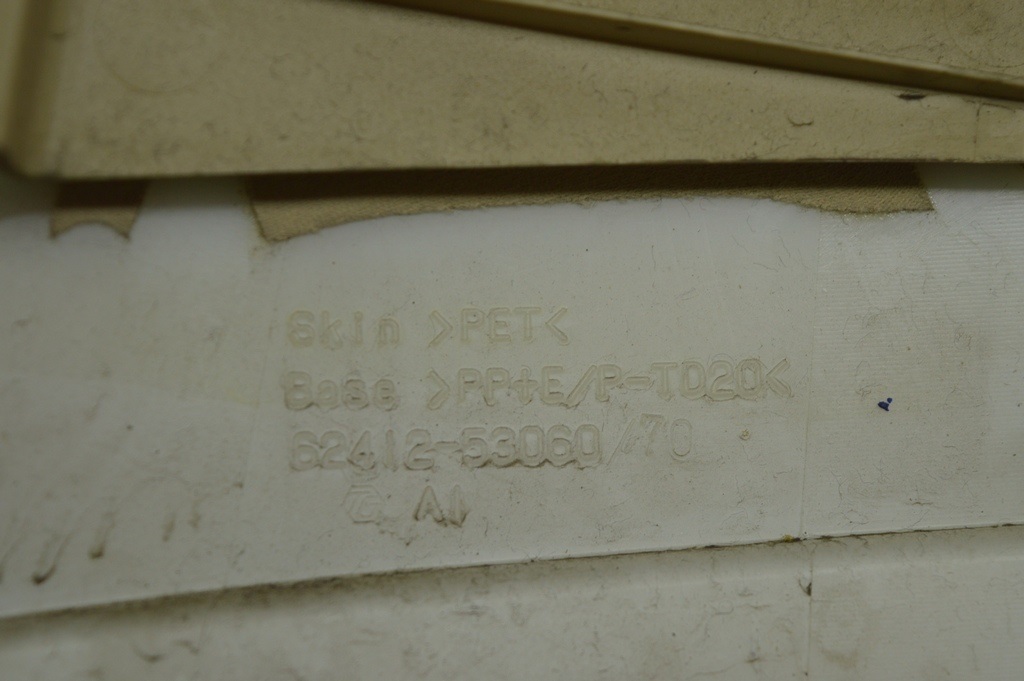 Skin >PET<
Base >PP+E/P-TD20<
62412-53060/70
A1